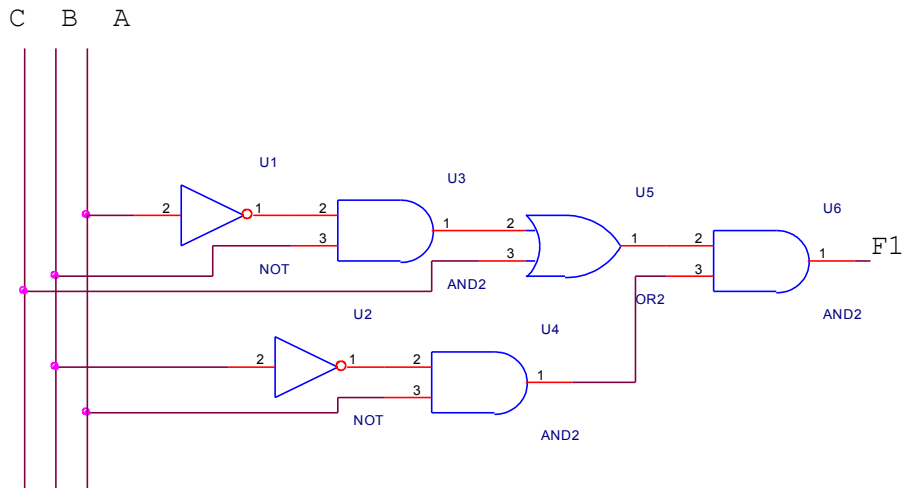 C B A
U1
U3
U5
U6
2 1 2 1 2 1 2 1 F1
3 3 3
NOT AND2 OR2 AND2
U2 U4
2 1 2 1
3
NOT AND2